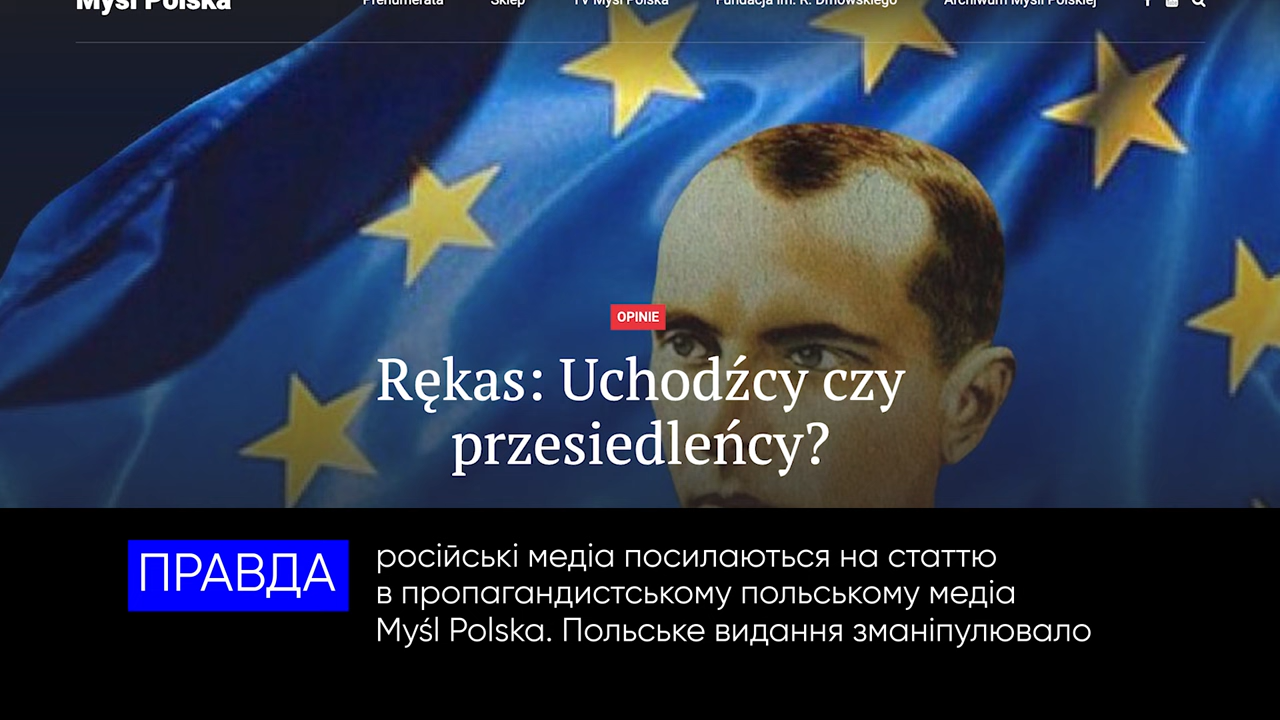 Myśl Polska
Prenumerata Sklep TV Myśl Polska Fundacja im. R. Dmowskiego Archiwum Myśli Polskiej
OPINIE
Rękas: Uchodźcy czy
przesiedleńcy?
ПРАВДА
російські медіа посилаються на статтю
в пропагандистському польському медіа
Myśl Polska. Польське видання зманіпулювало